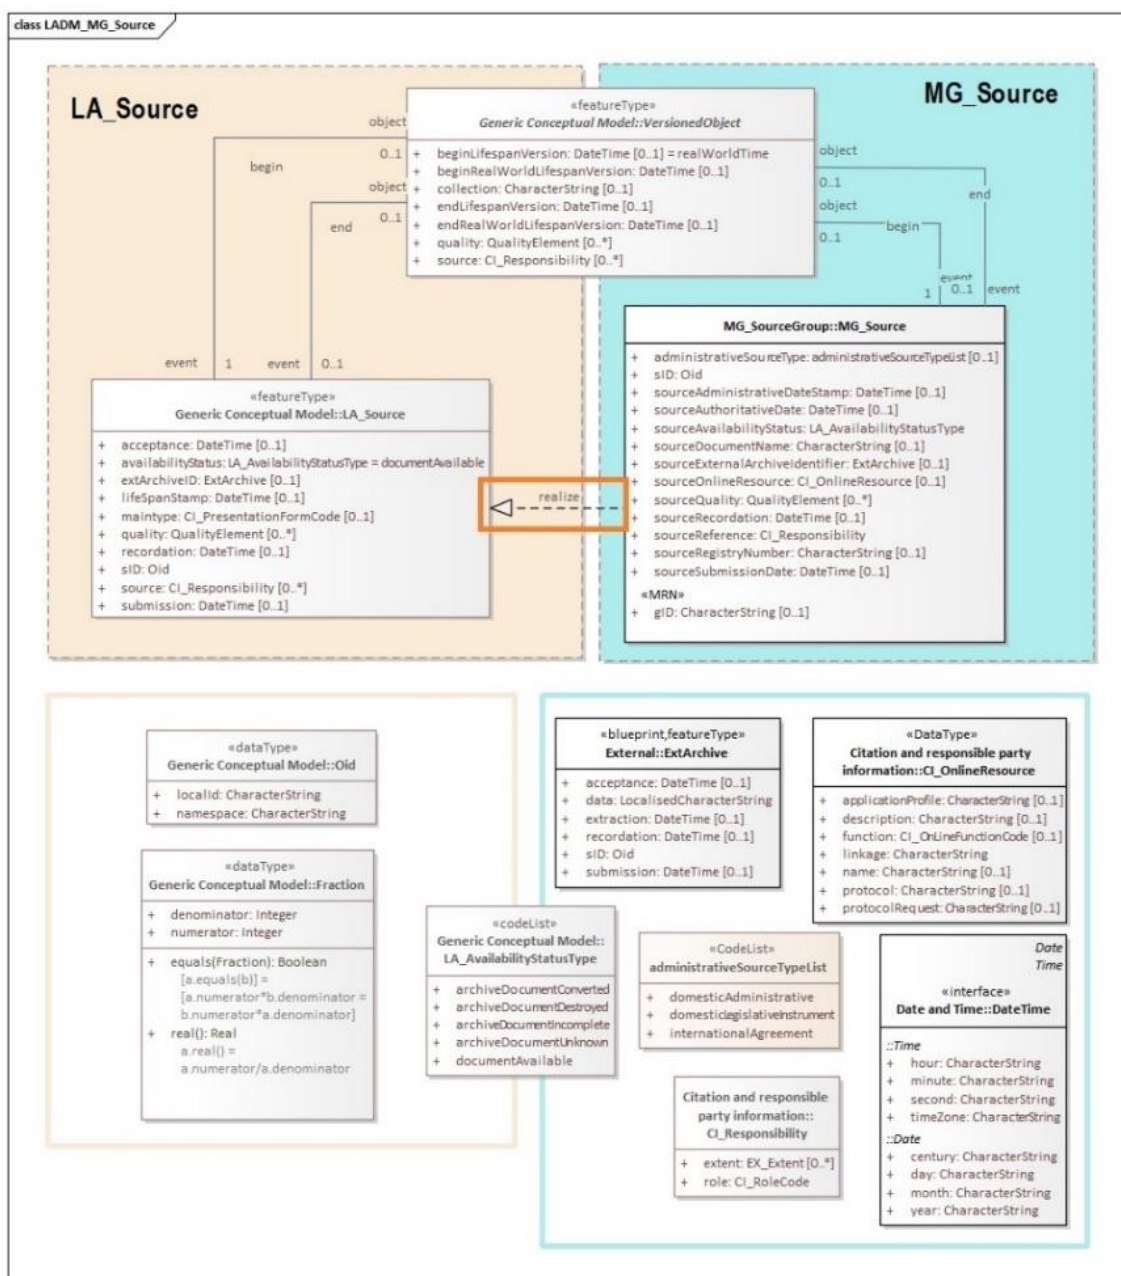 class LADM_MG_Source
LA_Source
MG_Source
«featureType»
Generic Conceptual Model::VersionedObject
+ beginLifespanVersion: DateTime [0..1] = realWorldTime
+ beginRealWorldLifespanVersion: DateTime [0..1]
+ collection: CharacterString [0..1]
+ endLifespanVersion: DateTime [0..1]
+ endRealWorldLifespanVersion: DateTime [0..1]
+ quality: QualityElement [0..*]
+ source: CI_Responsibility [0..*]
object
0..1
begin
object
0..1
end
event 1
event 0..1
object
0..1
end
object
0..1
begin
event
1
0..1
event
«featureType»
Generic Conceptual Model::LA_Source
+ acceptance: DateTime [0..1]
+ availabilityStatus: LA_AvailabilityStatusType = documentAvailable
+ extArchiveID: ExtArchive [0..1]
+ lifeSpanStamp: DateTime [0..1]
+ maintype: CI_PresentationFormCode [0..1]
+ quality: QualityElement [0..*]
+ recordation: DateTime [0..1]
+ sID: Oid
+ source: CI_Responsibility [0..*]
+ submission: DateTime [0..1]
realize
MG_SourceGroup::MG_Source
+ administrativeSourceType: administrativeSourceTypeList [0..1]
+ sID: Oid
+ sourceAdministrativeDateStamp: DateTime [0..1]
+ sourceAuthoritativeDate: DateTime [0..1]
+ sourceAvailabilityStatus: LA_AvailabilityStatusType
+ sourceDocumentName: CharacterString [0..1]
+ sourceExternalArchiveIdentifier: ExtArchive [0..1]
+ sourceOnlineResource: CI_OnlineResource [0..1]
+ sourceQuality: QualityElement [0..*]
+ sourceRecordation: DateTime [0..1]
+ sourceReference: CI_Responsibility
+ sourceRegistryNumber: CharacterString [0..1]
+ sourceSubmissionDate: DateTime [0..1]
«MRN»
+ gID: CharacterString [0..1]
«dataType»
Generic Conceptual Model::Oid
+ localId: CharacterString
+ namespace: CharacterString
«dataType»
Generic Conceptual Model::Fraction
+ denominator: Integer
+ numerator: Integer
+ equals(Fraction): Boolean
[a.equals(b)] =
[a.numerator*b.denominator =
b.numerator*a.denominator]
+ real(): Real
a.real() =
a.numerator/a.denominator
«blueprint,featureType»
External::ExtArchive
+ acceptance: DateTime [0..1]
+ data: LocalisedCharacterString
+ extraction: DateTime [0..1]
+ recordation: DateTime [0..1]
+ sID: Oid
+ submission: DateTime [0..1]
«DataType»
Citation and responsible party
information::CI_OnlineResource
+ applicationProfile: CharacterString [0..1]
+ description: CharacterString [0..1]
+ function: CI_OnLineFunctionCode [0..1]
+ linkage: CharacterString
+ name: CharacterString [0..1]
+ protocol: CharacterString [0..1]
+ protocolRequest: CharacterString [0..1]
«codeList»
Generic Conceptual Model::
LA_AvailabilityStatusType
+ archiveDocumentConverted
+ archiveDocumentDestroyed
+ archiveDocumentIncomplete
+ archiveDocumentUnknown
+ documentAvailable
«CodeList»
administrativeSourceTypeList
+ domesticAdministrative
+ domesticLegislativeInstrument
+ internationalAgreement
Citation and responsible
party information::
CI_Responsibility
+ extent: EX_Extent [0..*]
+ role: CI_RoleCode
Date
Time
«interface»
Date and Time::DateTime
::Time
+ hour: CharacterString
+ minute: CharacterString
+ second: CharacterString
+ timeZone: CharacterString
::Date
+ century: CharacterString
+ day: CharacterString
+ month: CharacterString
+ year: CharacterString